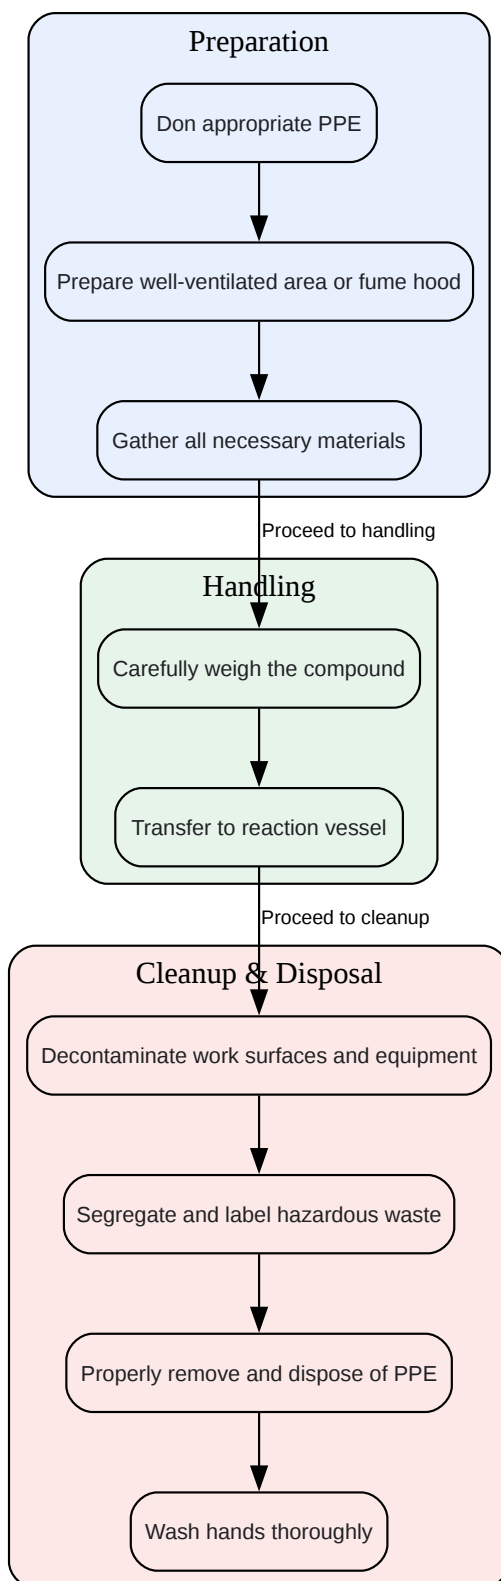 Preparation
Don appropriate PPE
Prepare well-ventilated area or fume hood
Gather all necessary materials
Proceed to handling
Handling
Carefully weigh the compound
Transfer to reaction vessel
Proceed to cleanup
Cleanup & Disposal
Decontaminate work surfaces and equipment
Segregate and label hazardous waste
Properly remove and dispose of PPE
Wash hands thoroughly